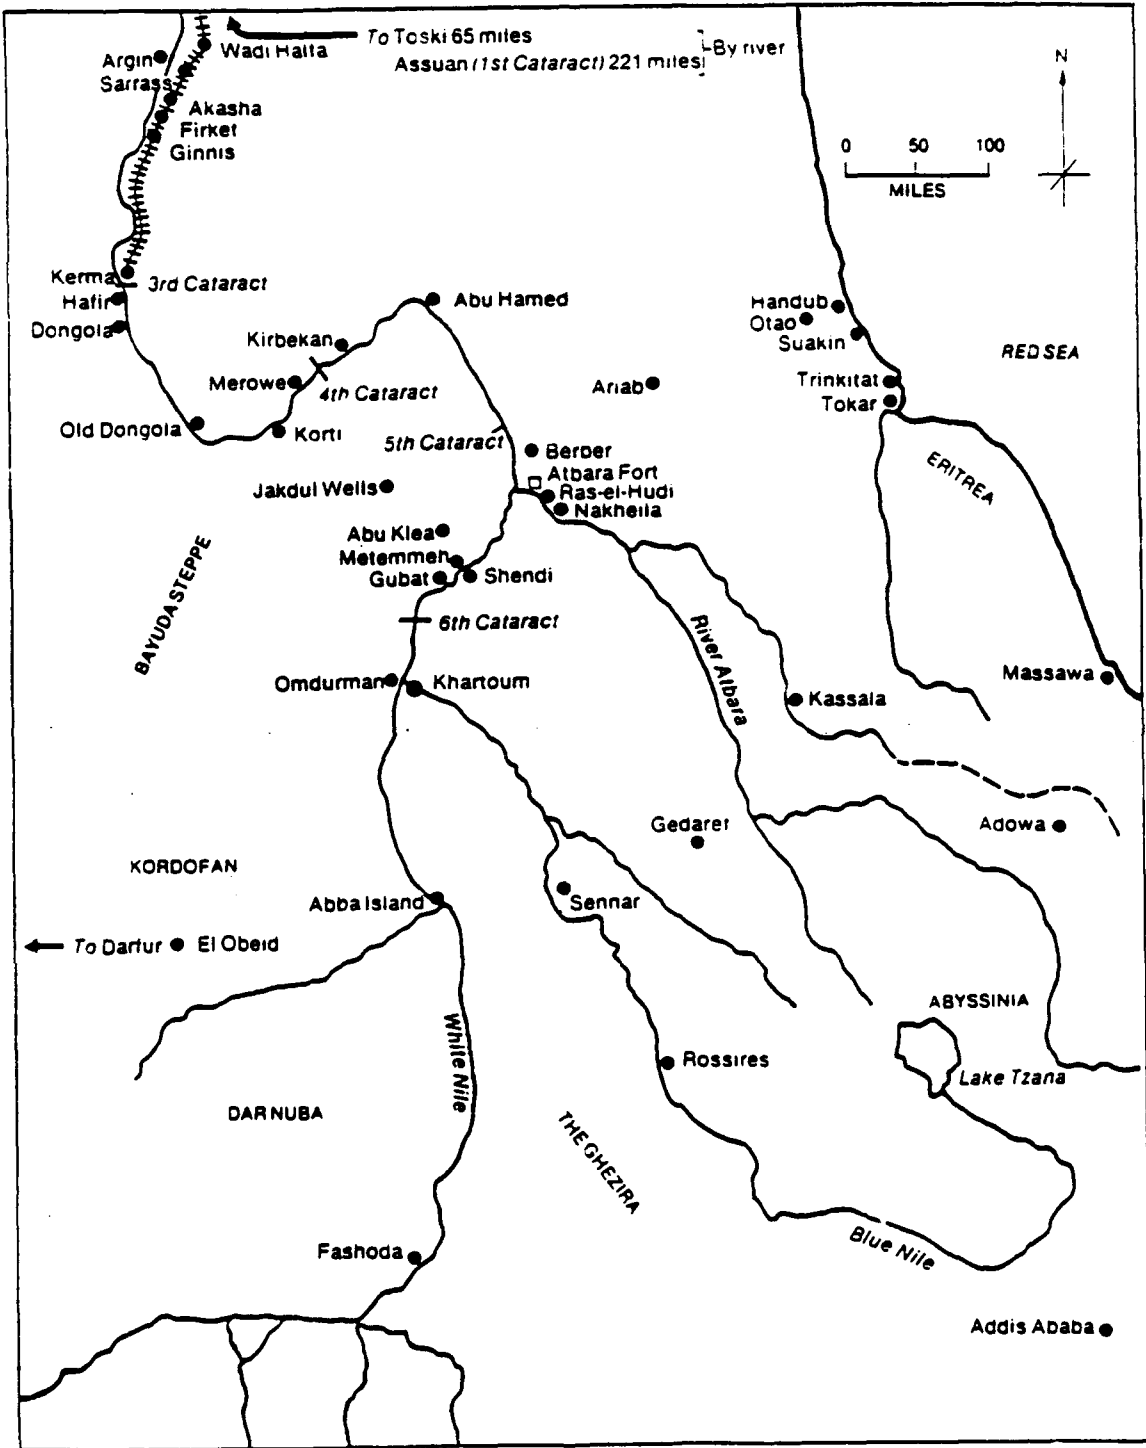 To Toski 65 miles
Assuan (1st Cataract) 221 miles
By river
Wadi Halfa
Argin
Sarrass
Akasha
Firket
Ginnis
N
0 50 100
MILES
Kerma
3rd Cataract
Hafir
Dongola
Abu Hamed
Kirbekan
Merowe
4th Cataract
Old Dongola
Korti
5th Cataract
Handub
Otao
Suakin
RED SEA
Ariab
Trinkitat
Tokar
Berber
Atbara Fort
Ras-el-Hudi
Nakheila
ERITREA
Jakdul Wells
Abu Klea
Metemmeh
Gubat
Shendi
BAYUDA STEPPE
6th Cataract
River Atbara
Omdurman
Khartoum
Kassala
Massawa
Gedaref
Adowa
KORDOFAN
Abba Island
Sennar
To Darfur
El Obeid
ABYSSINIA
White Nile
Rossires
Lake Tzana
DAR NUBA
THE GHEZIRA
Fashoda
Blue Nile
Addis Ababa